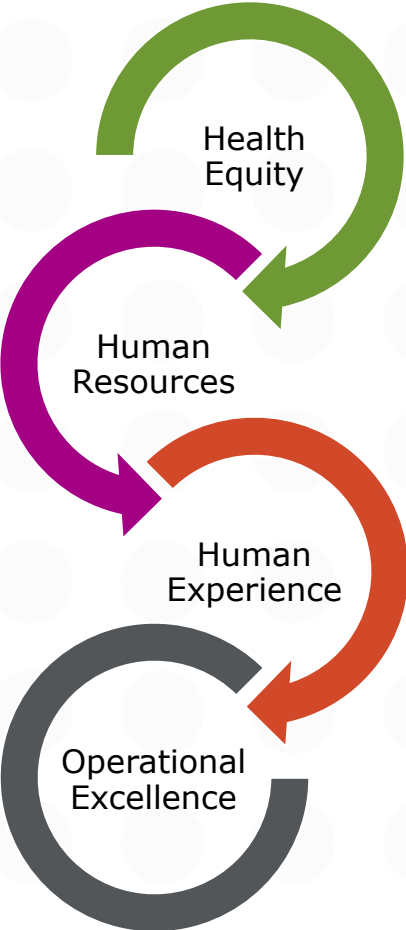 Health
Equity
Human
Resources
Human
Experience
Operational
Excellence